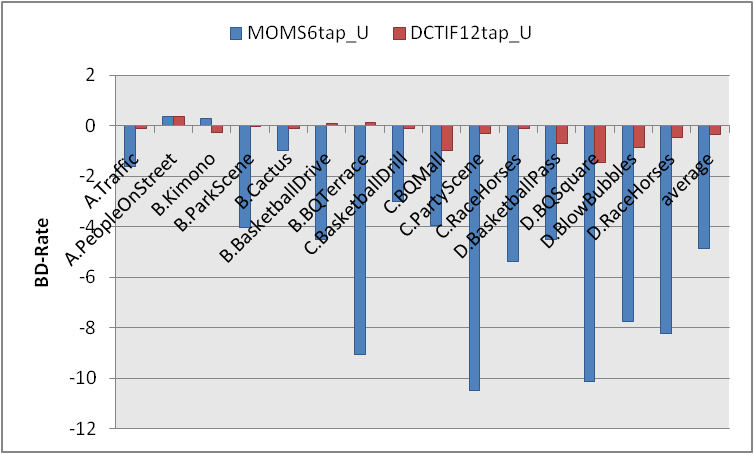 MOMS6tap_U DCTIF12tap_U
2
0
-2
-4
-6
-8
-10
-12
BD-Rate
A.Traffic
A.PeopleOnStreet
B.Kimono
B.ParkScene
B.Cactus
B.BasketballDrive
B.BQTerrace
C.BasketballDrill
C.BQMall
C.PartyScene
C.RaceHorses
D.BasketballPass
D.BQSquare
D.BlowBubbles
D.RaceHorses
average